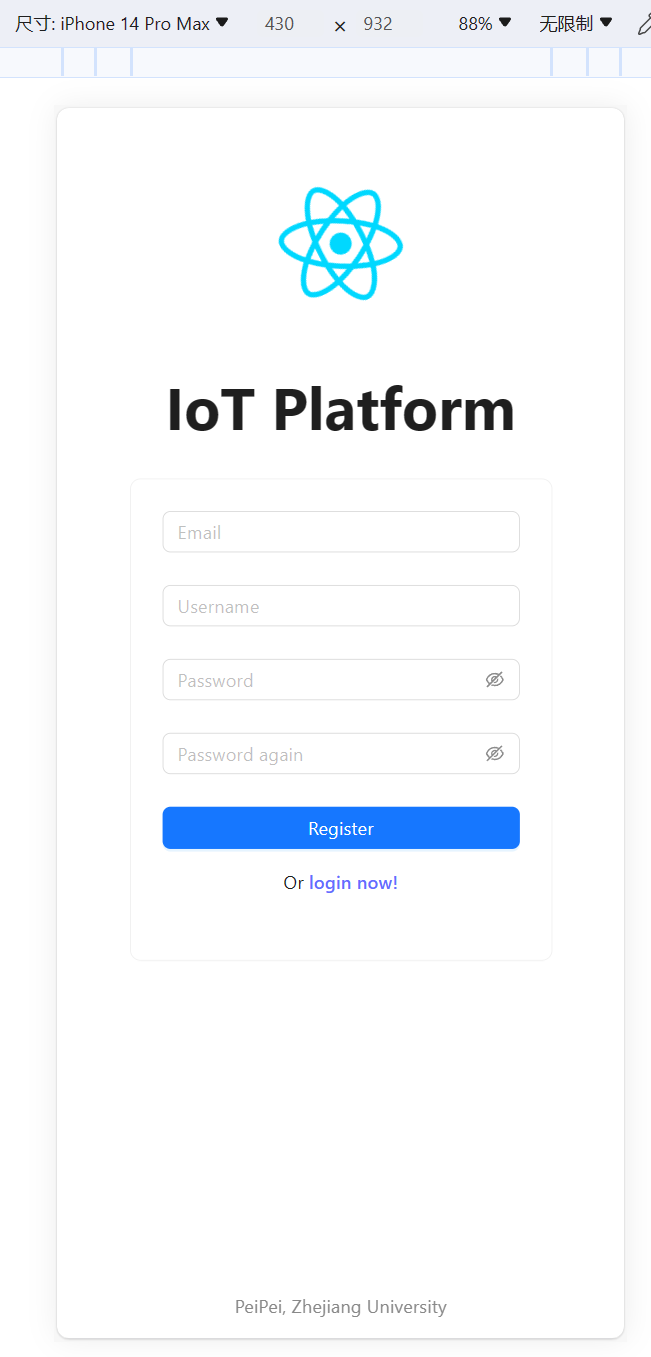 尺寸: iPhone 14 Pro Max 430 × 932 88% 无限制
IoT Platform
Email
Username
Password
Password again
Register
Or login now!
PeiPei, Zhejiang University